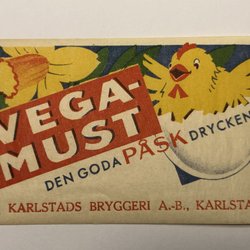 VEGA-
MUST
DEN GODA PÅSK DRYCKEN
KARLSTADS BRYGGERI A.-B., KARLSTA